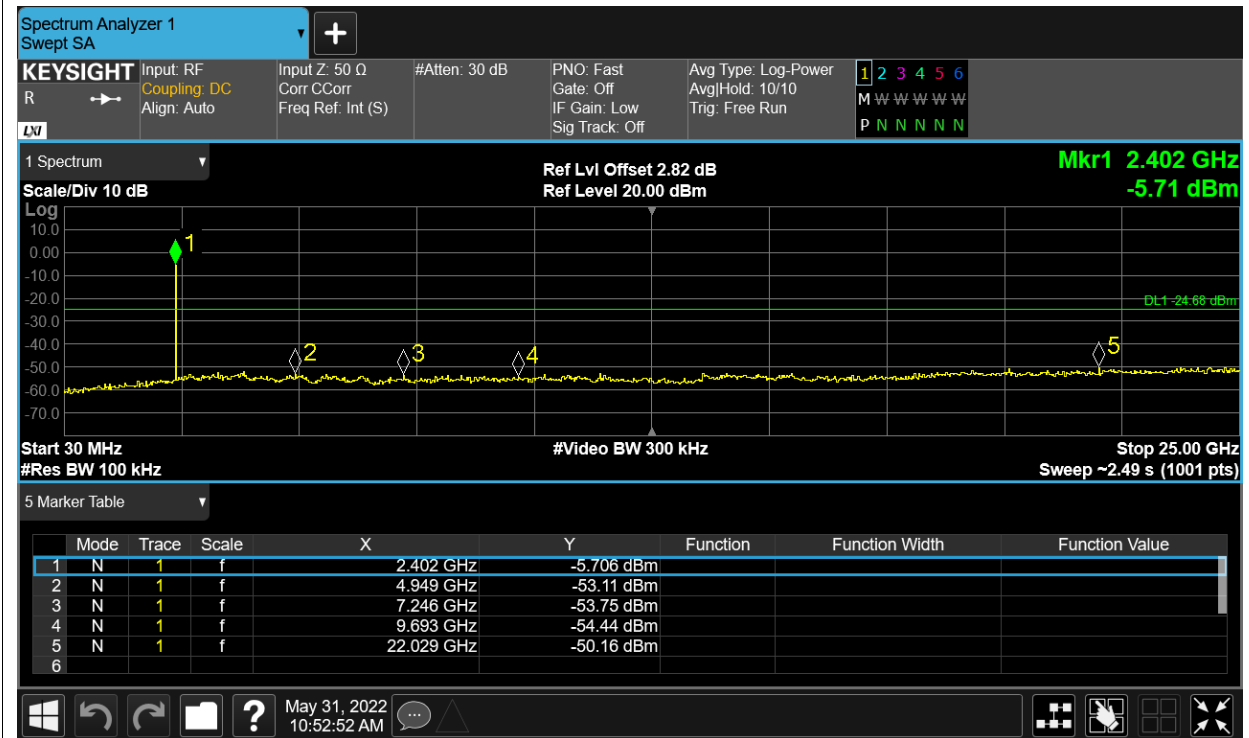 Spectrum Analyzer 1
Swept SA
KEYSIGHT
R
LXI
Input: RF
Coupling: DC
Align: Auto
Input Z: 50 Ω
Corr CCorr
Freq Ref: Int (S)
#Atten: 30 dB
PNO: Fast
Gate: Off
IF Gain: Low
Sig Track: Off
Avg Type: Log-Power
Avg|Hold: 10/10
Trig: Free Run
1 2 3 4 5 6
M W W W W W
P N N N N N
1 Spectrum
Scale/Div 10 dB
Ref Lvl Offset 2.82 dB
Ref Level 20.00 dBm
Mkr1 2.402 GHz
-5.71 dBm
Log
10.0
0.00
-10.0
-20.0
-30.0
-40.0
-50.0
-60.0
-70.0
1
2
3
4
5
DL1 -24.68 dBm
Start 30 MHz
#Res BW 100 kHz
#Video BW 300 kHz
Stop 25.00 GHz
Sweep ~2.49 s (1001 pts)
5 Marker Table
Mode Trace Scale X Y Function Function Width Function Value
1 N 1 f 2.402 GHz -5.706 dBm
2 N 1 f 4.949 GHz -53.11 dBm
3 N 1 f 7.246 GHz -53.75 dBm
4 N 1 f 9.693 GHz -54.44 dBm
5 N 1 f 22.029 GHz -50.16 dBm
6
?
May 31, 2022
10:52:52 AM